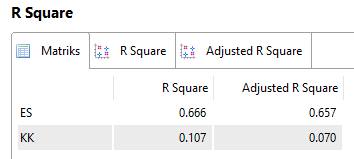 R Square
Matriks R Square Adjusted R Square
R Square Adjusted R Square
ES 0.666 0.657
KK 0.107 0.070